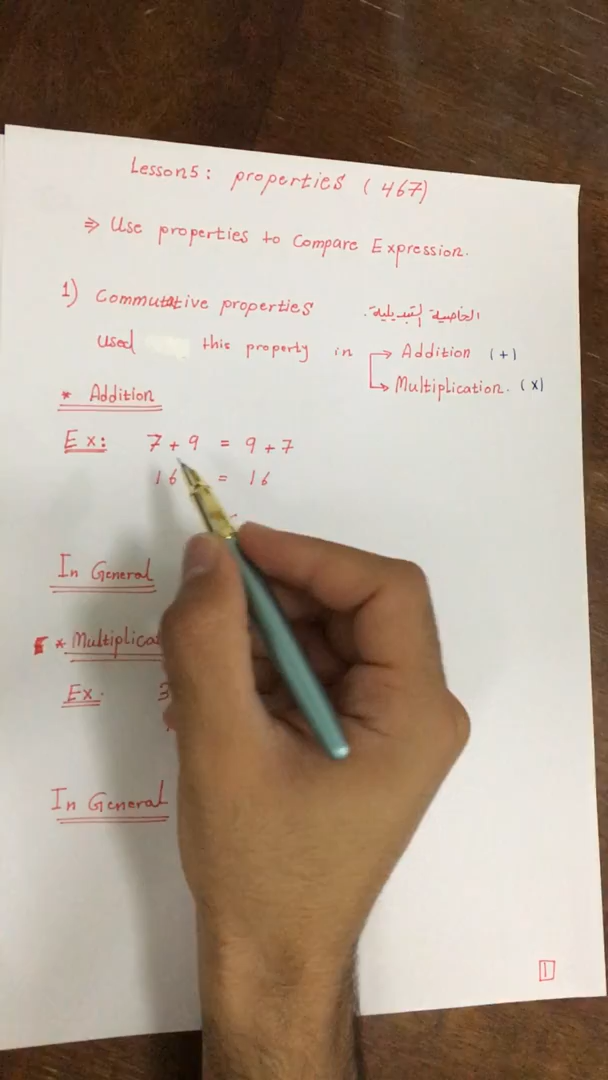 Lesson5: properties (467)
⇒ Use properties to Compare Expression.
1) Commutative properties الخاصية التبديلية.
used this property in → Addition (+)
→ Multiplication. (x)
* Addition
Ex: 7 + 9 = 9 + 7
16 = 16
In General
* Multiplica
Ex. 3
In General
1